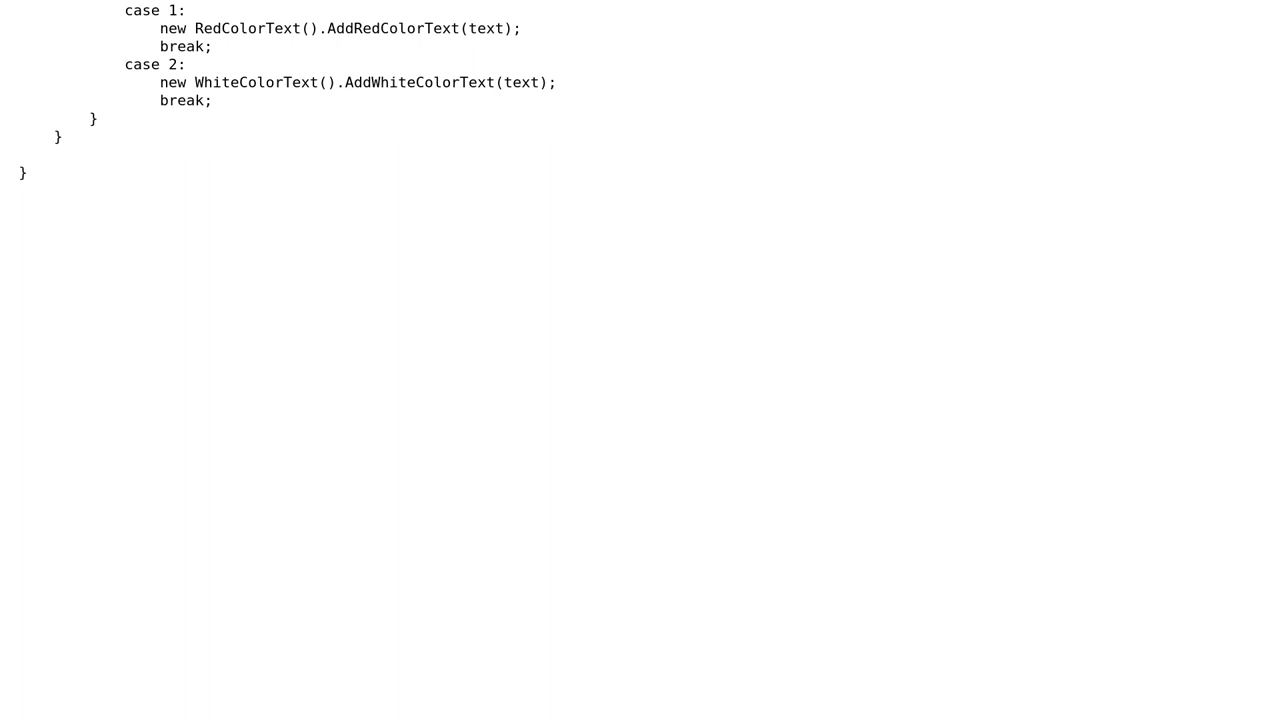 case 1:
                new RedColorText().AddRedColorText(text);
                break;
            case 2:
                new WhiteColorText().AddWhiteColorText(text);
                break;
        }
    }

}